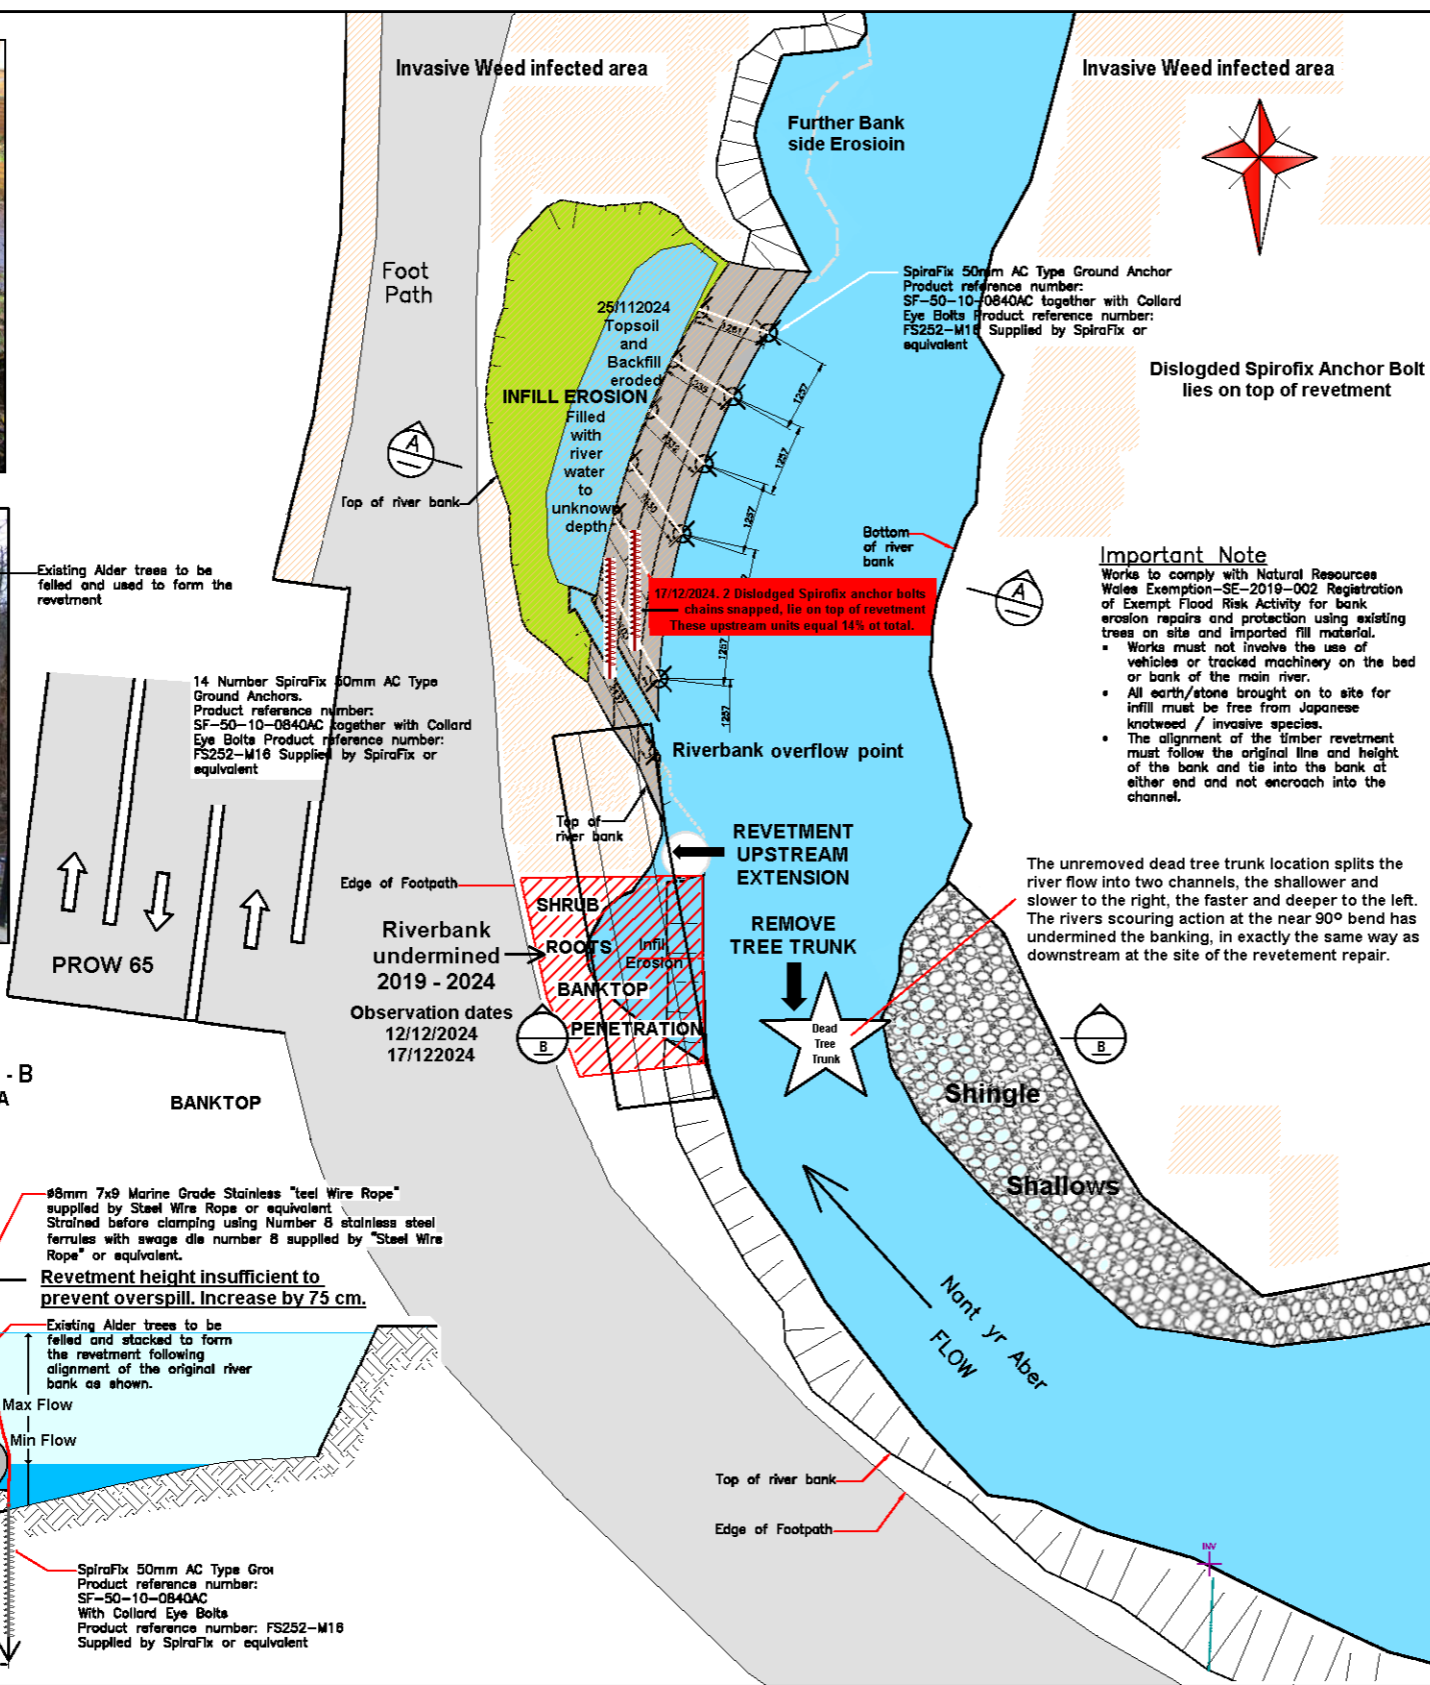 Invasive Weed infected area
Invasive Weed infected area
Further Bank
side Erosioin
Foot
Path
SpiraFix 50mm AC Type Ground Anchor
Product reference number:
SF-50-10-0840AC together with Collard
Eye Bolts Product reference number:
FS252-M16 Supplied by SpiraFix or
equivalent
25/112024
Topsoil
and
Backfill
eroded
INFILL EROSION
Filled
with
river
water
to
unknown
depth
Dislogded Spirofix Anchor Bolt
lies on top of revetment
1257
1257
1257
1257
1257
A
Top of river bank
Bottom
of river
bank
A
Existing Alder trees to be
felled and used to form the
revetment
Important Note
Works to comply with Natural Resources
Wales Exemption-SE-2019-002 Registration
of Exempt Flood Risk Activity for bank
erosion repairs and protection using existing
trees on site and imported fill material.
• Works must not involve the use of
vehicles or tracked machinery on the bed
or bank of the main river.
• All earth/stone brought on to site for
infill must be free from Japanese
knotweed / invasive species.
• The alignment of the timber revetment
must follow the original line and height
of the bank and tie into the bank at
either end and not encroach into the
channel.
17/12/2024. 2 Dislodged Spirofix anchor bolts
chains snapped, lie on top of revetment
These upstream units equal 14% ot total.
14 Number SpiraFix 50mm AC Type
Ground Anchors.
Product reference number:
SF-50-10-0840AC together with Collard
Eye Bolts Product reference number:
FS252-M16 Supplied by SpiraFix or
equivalent
Riverbank overflow point
Top of
river bank
REVETMENT
UPSTREAM
EXTENSION
Edge of Footpath
REMOVE
TREE TRUNK
The unremoved dead tree trunk location splits the
river flow into two channels, the shallower and
slower to the right, the faster and deeper to the left.
The rivers scouring action at the near 90º bend has
undermined the banking, in exactly the same way as
downstream at the site of the revetement repair.
SHRUB
ROOTS
BANKTOP
PENETRATION
Infill
Erosion
Riverbank
undermined
2019 - 2024
Observation dates
12/12/2024
17/122024
PROW 65
B
Dead
Tree
Trunk
B
- B
A
BANKTOP
Shingle
Shallows
ø8mm 7x9 Marine Grade Stainless "teel Wire Rope"
supplied by Steel Wire Rope or equivalent
Strained before clamping using Number 8 stainless steel
ferrules with swage die number 8 supplied by "Steel Wire
Rope" or equivalent.
Revetment height insufficient to
prevent overspill. Increase by 75 cm.
Existing Alder trees to be
felled and stacked to form
the revetment following
alignment of the original river
bank as shown.
Max Flow
Min Flow
Nant yr Aber
FLOW
Top of river bank
Edge of Footpath
INV
SpiraFix 50mm AC Type Grou
Product reference number:
SF-50-10-0840AC
With Collard Eye Bolts
Product reference number: FS252-M16
Supplied by SpiraFix or equivalent